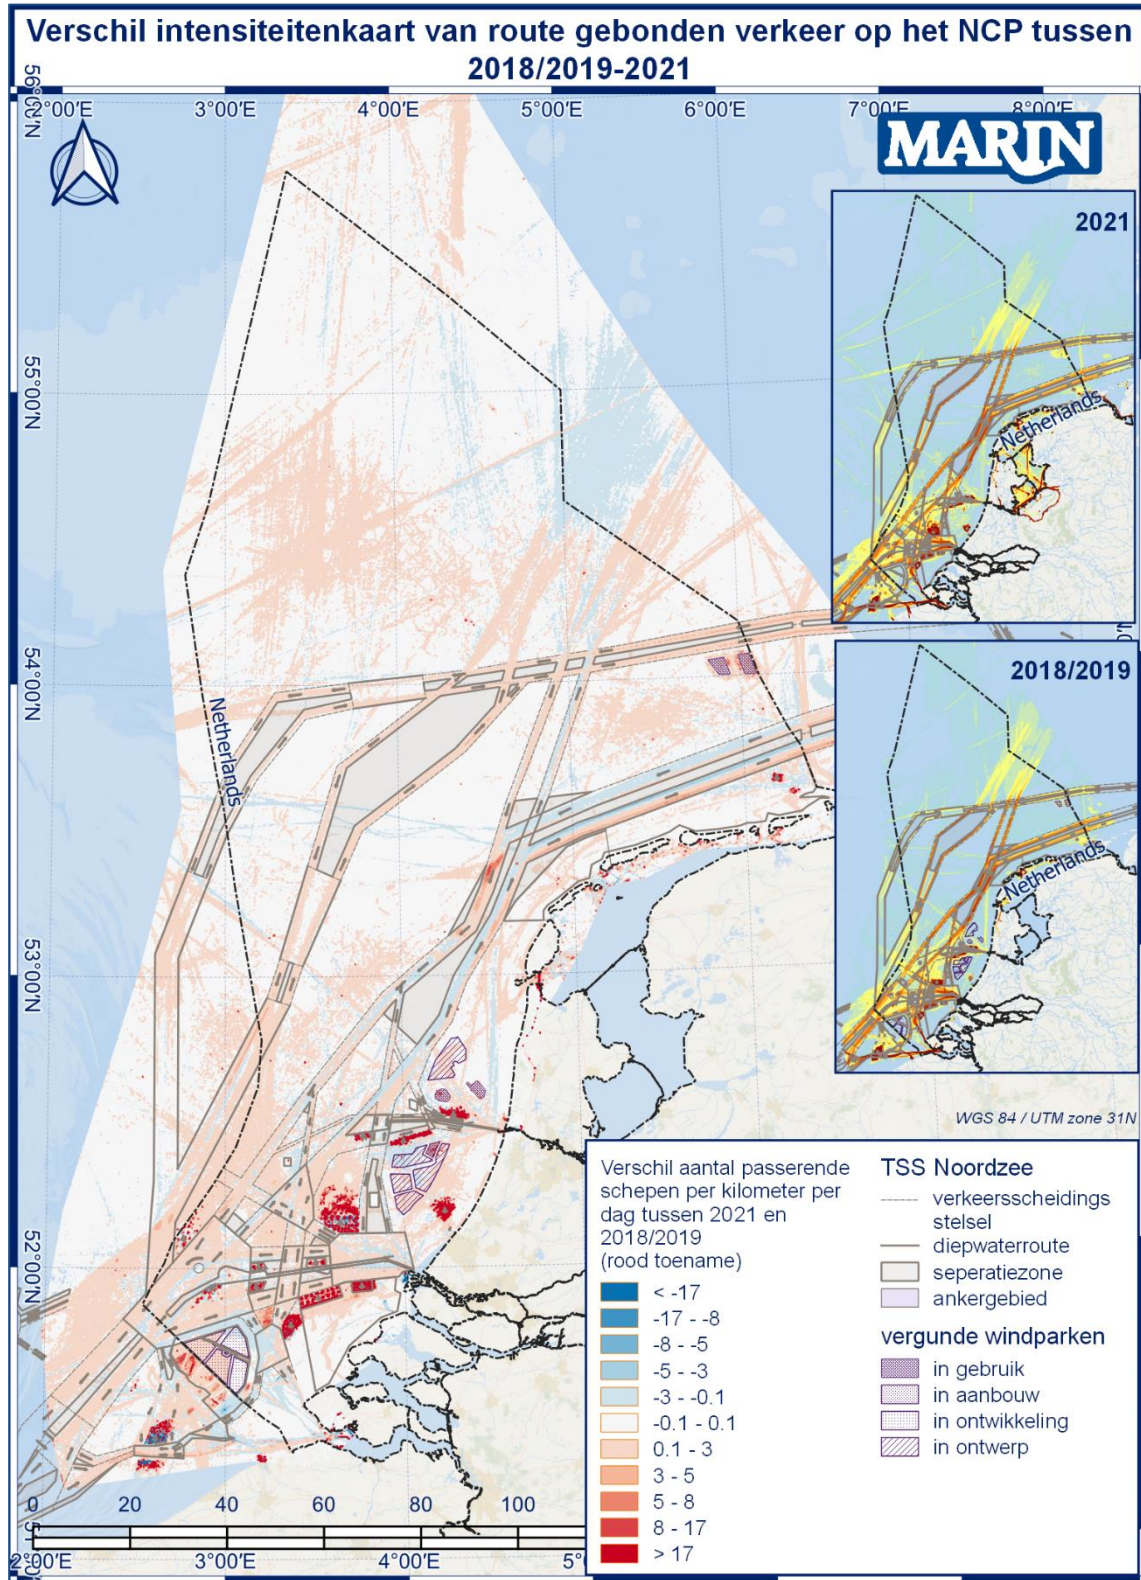 Verschil intensiteitenkaart van route gebonden verkeer op het NCP tussen
2018/2019-2021
56°0'N
2°00'E
3°00'E
4°00'E
5°00'E
6°00'E
7°00'E
8°00'E
MARIN
2021
Netherlands
55°00'N
54°00'N
2018/2019
Netherlands
Netherlands
53°00'N
WGS 84 / UTM zone 31N
52°00'N
Verschil aantal passerende
schepen per kilometer per
dag tussen 2021 en
2018/2019
(rood toename)
< -17
-17 - -8
-8 - -5
-5 - -3
-3 - -0.1
-0.1 - 0.1
0.1 - 3
3 - 5
5 - 8
8 - 17
> 17
TSS Noordzee
verkeersscheidings
stelsel
diepwaterroute
seperatiezone
ankergebied
vergunde windparken
in gebruik
in aanbouw
in ontwikkeling
in ontwerp
0
20
40
60
80
100
2°00'E
3°00'E
4°00'E